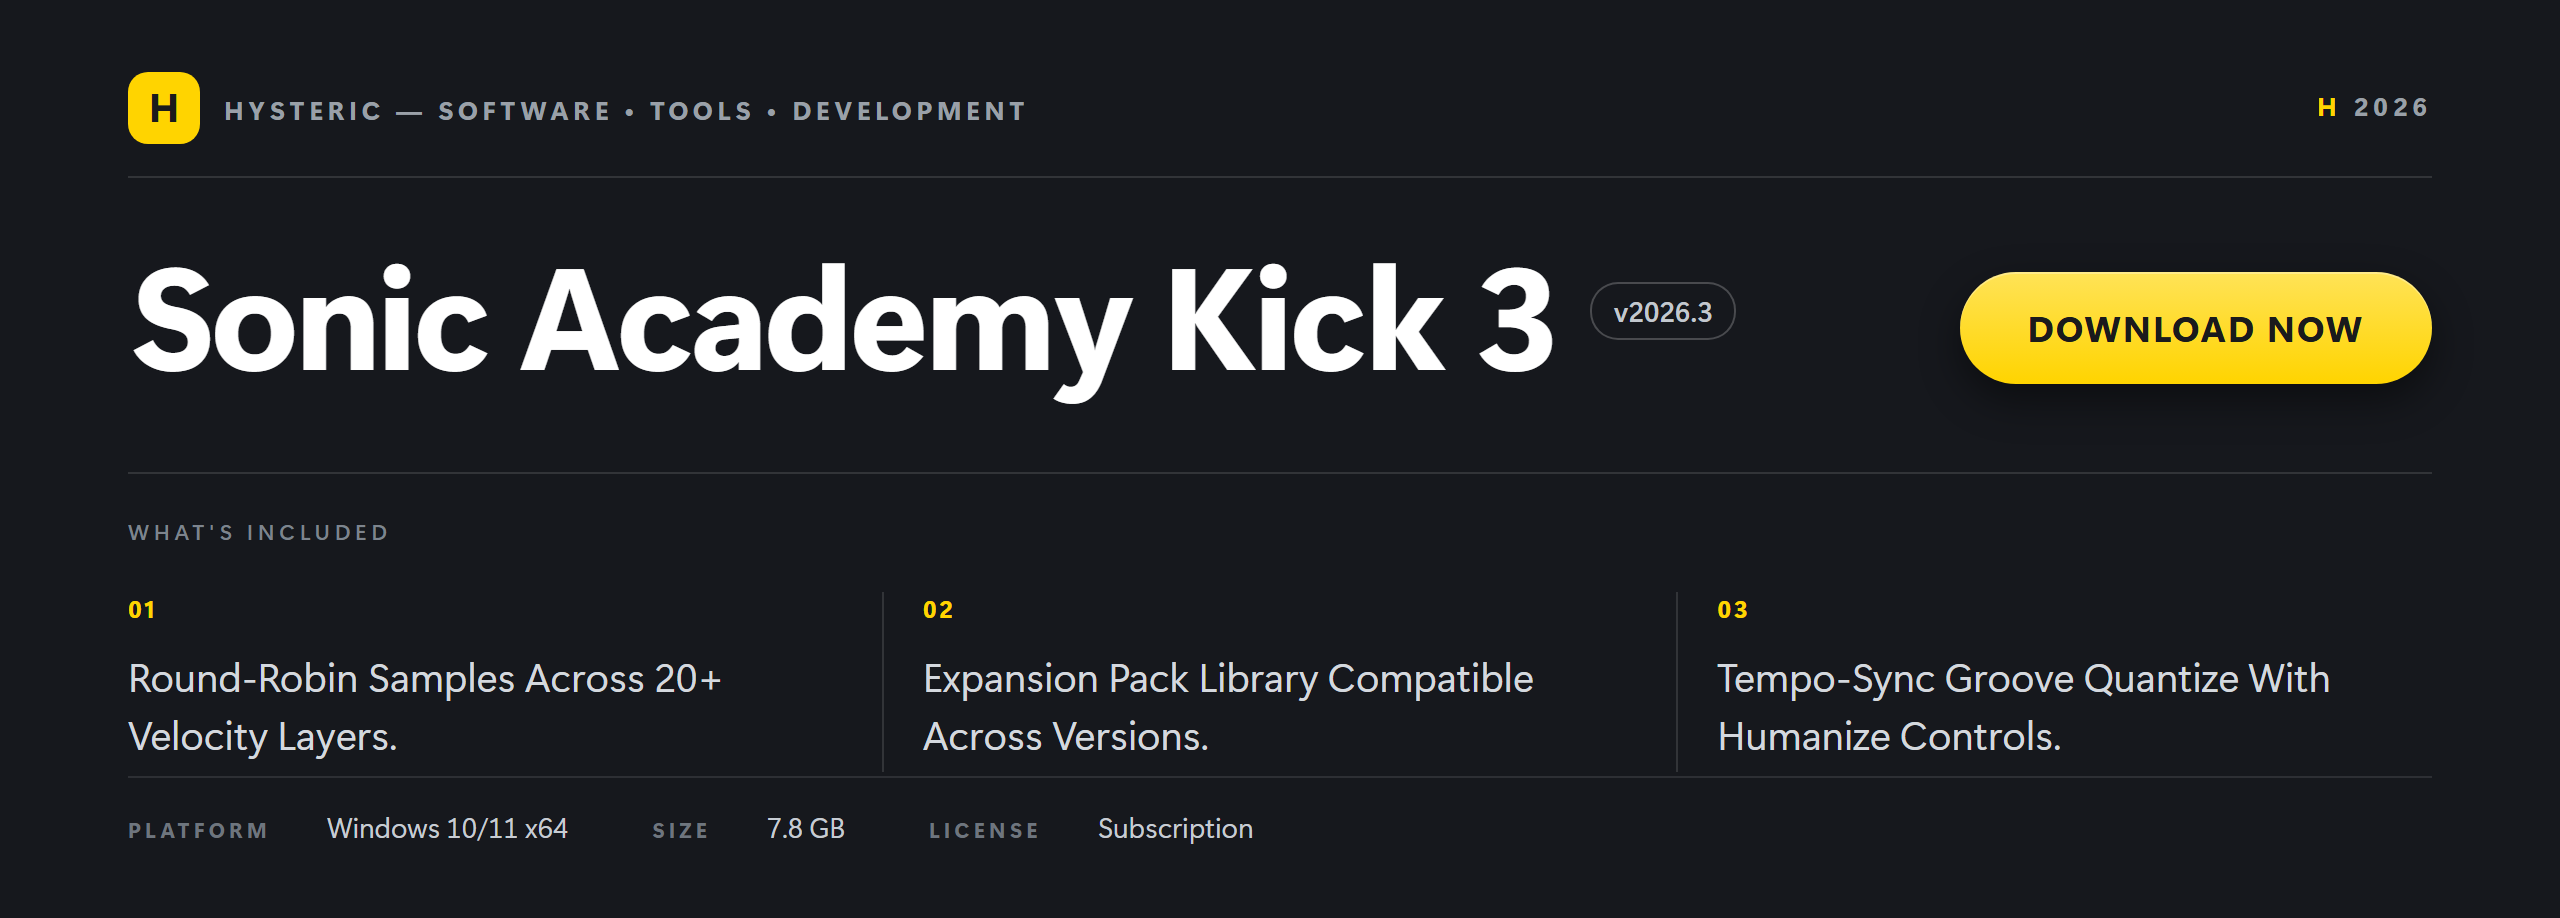 H HYSTERIC — SOFTWARE • TOOLS • DEVELOPMENT
H 2026
Sonic Academy Kick 3 v2026.3
DOWNLOAD NOW
WHAT'S INCLUDED
01
Round-Robin Samples Across 20+
Velocity Layers.
02
Expansion Pack Library Compatible
Across Versions.
03
Tempo-Sync Groove Quantize With
Humanize Controls.
PLATFORM Windows 10/11 x64 SIZE 7.8 GB LICENSE Subscription